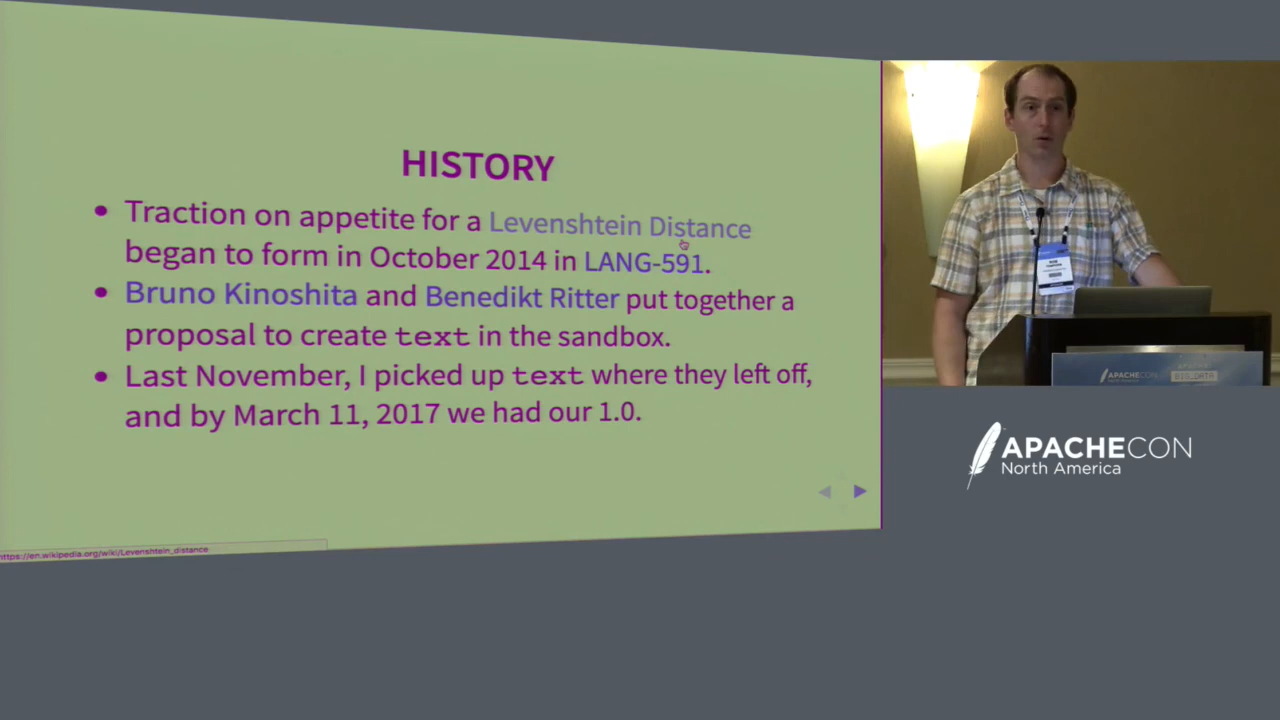 HISTORY
• Traction on appetite for a Levenshtein Distance
began to form in October 2014 in LANG-591.
• Bruno Kinoshita and Benedikt Ritter put together a
proposal to create text in the sandbox.
• Last November, I picked up text where they left off,
and by March 11, 2017 we had our 1.0.
https://en.wikipedia.org/wiki/Levenshtein_distance
APACHECON
BIG_DATA
APACHECON
North America